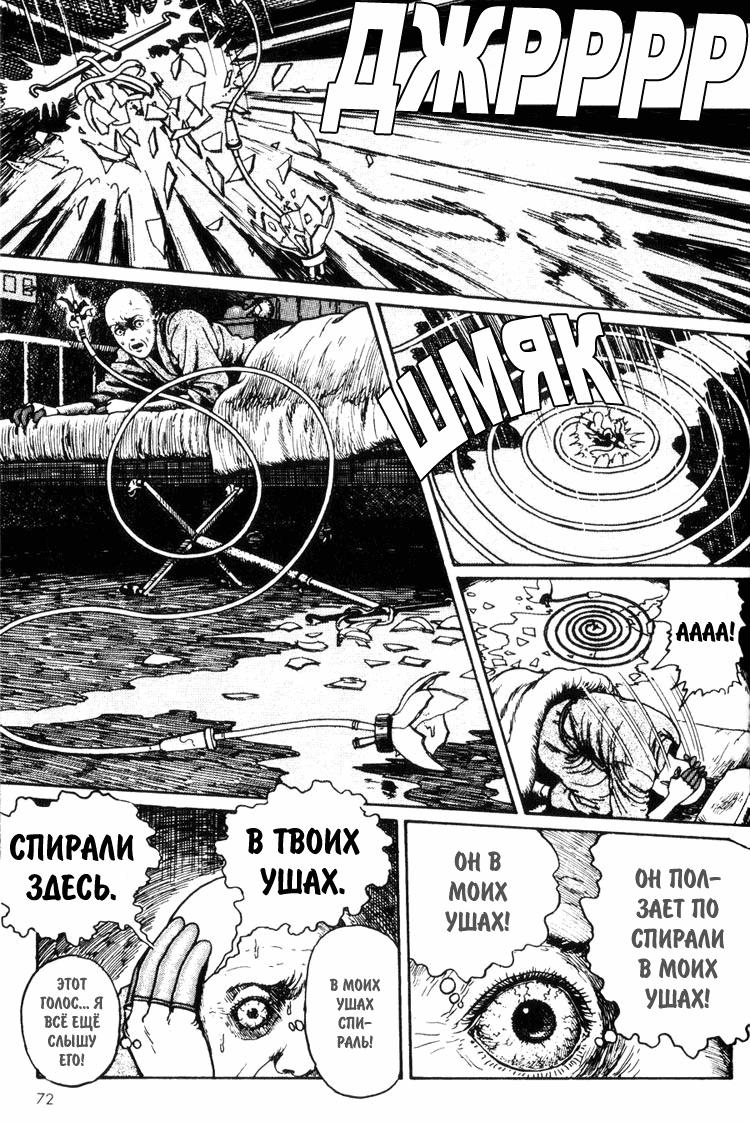 ДЖРРРР
ШМЯК
АААА!
СПИРАЛИ
ЗДЕСЬ.
В ТВОИХ
УШАХ.
ЭТОТ
ГОЛОС... Я
ВСЁ ЕЩЁ
СЛЫШУ
ЕГО!
В МОИХ
УШАХ
СПИ-
РАЛЬ!
ОН В
МОИХ
УШАХ!
ОН ПОЛ-
ЗАЕТ ПО
СПИРАЛИ
В МОИХ
УШАХ!
72